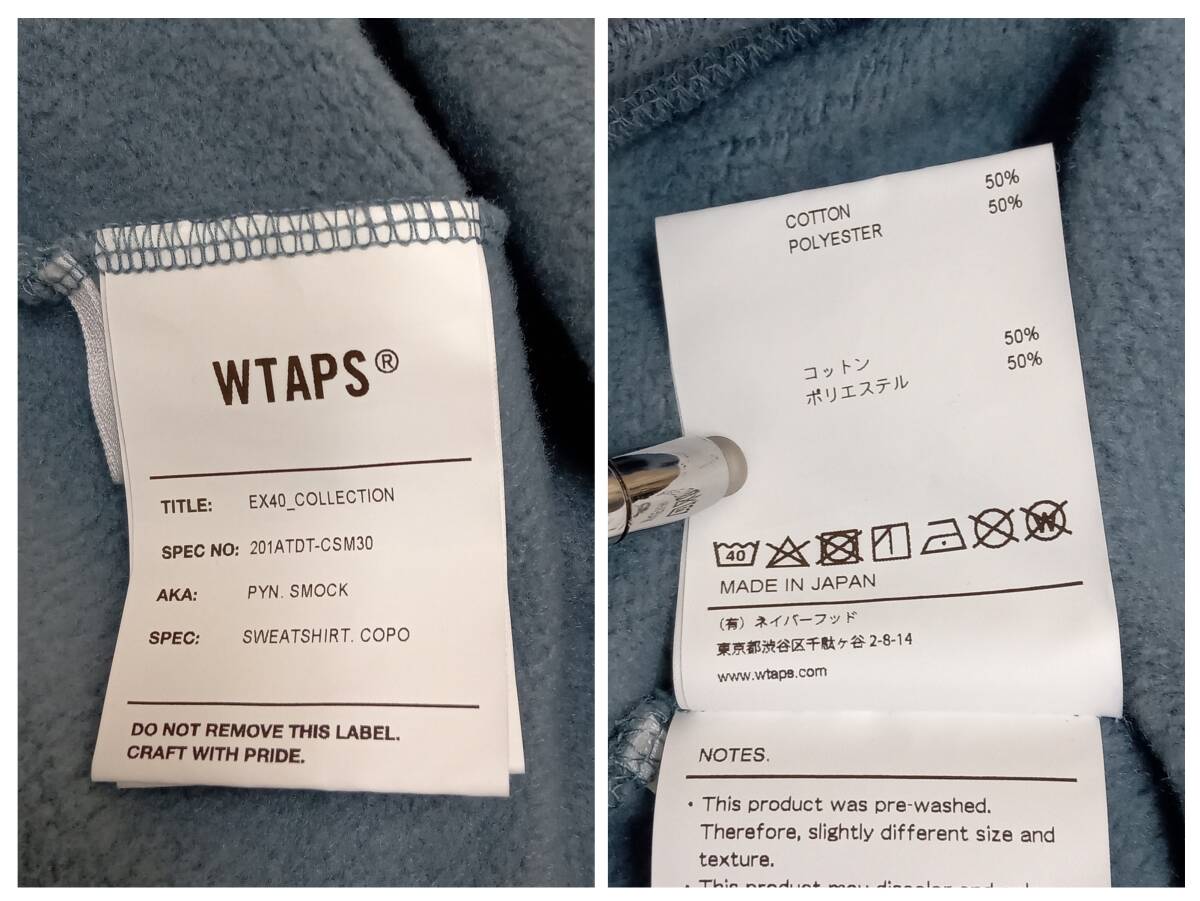 WTAPS®
TITLE: EX40_COLLECTION
SPEC NO: 201ATDT-CSM30
AKA: PYN. SMOCK
SPEC: SWEATSHIRT. COPO
DO NOT REMOVE THIS LABEL.
CRAFT WITH PRIDE.
COTTON 50%
POLYESTER 50%
コットン 50%
ポリエステル 50%
40
W
MADE IN JAPAN
(有) ネイバーフッド
東京都渋谷区千駄ヶ谷 2-8-14
www.wtaps.com
NOTES.
・This product was pre-washed.
Therefore, slightly different size and
texture.
・This product may